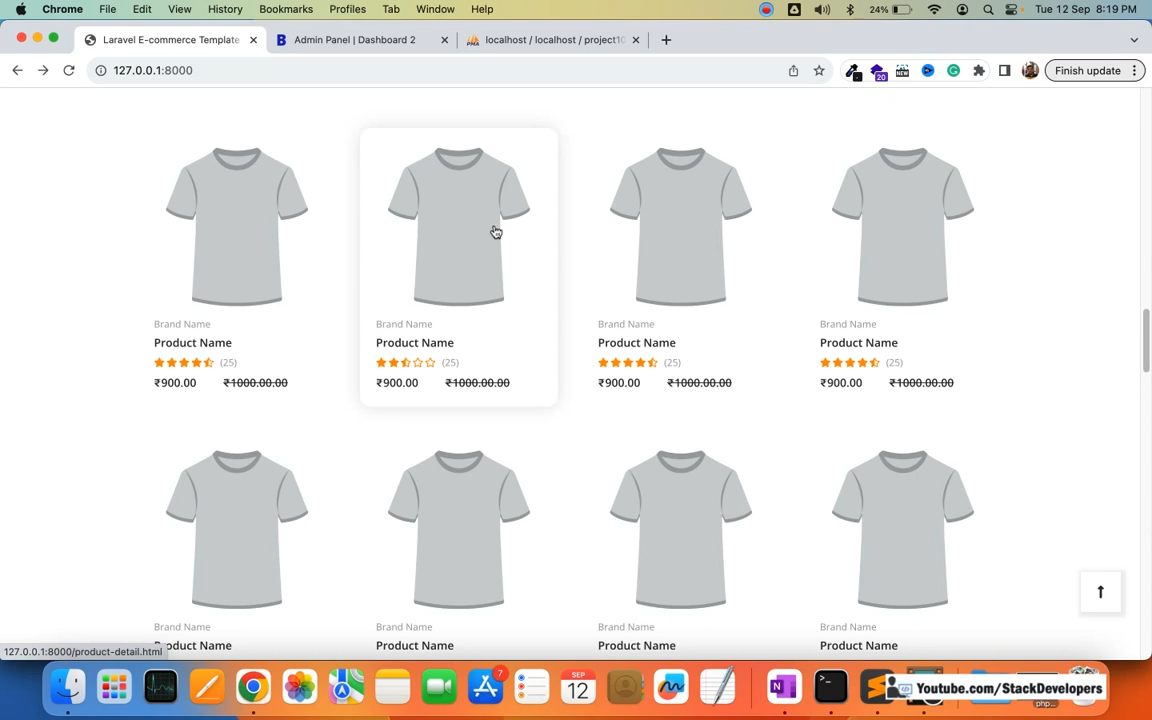 Chrome File Edit View History Bookmarks Profiles Tab Window Help 24% Tue 12 Sep 8:19 PM
Laravel E-commerce Template Admin Panel | Dashboard 2 localhost / localhost / project10
127.0.0.1:8000 20 NEW Finish update
Brand Name Brand Name Brand Name Brand Name
Product Name Product Name Product Name Product Name
(25) (25) (25) (25)
₹900.00 ₹1000.00.00 ₹900.00 ₹1000.00.00 ₹900.00 ₹1000.00.00 ₹900.00 ₹1000.00.00
Brand Name Brand Name Brand Name Brand Name
Product Name Product Name Product Name Product Name
127.0.0.1:8000/product-detail.html
7
SEP
12
Youtube.com/StackDevelopers
php...